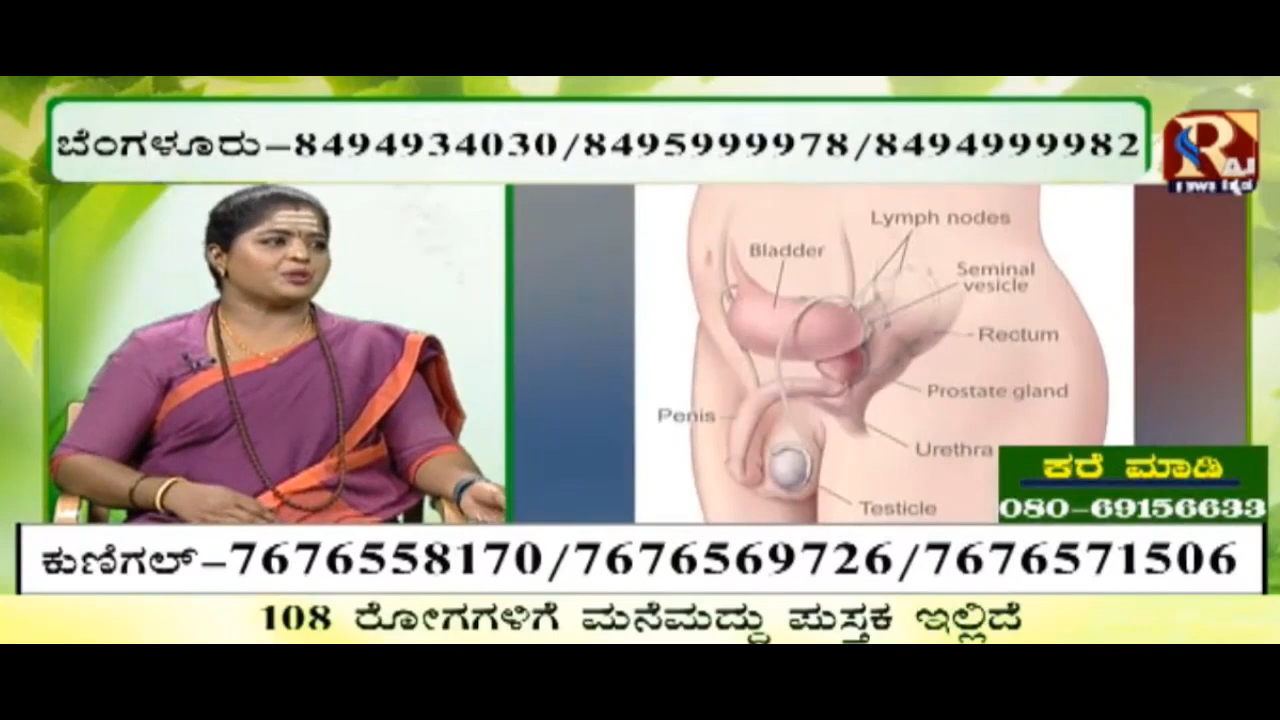 ಬೆಂಗಳೂರು-8494934030/8495999978/8494999982
RAJ
Lymph nodes
Bladder
Seminal
vesicle
Rectum
Prostate gland
Penis
Urethra
Testicle
ಕರೆ ಮಾಡಿ
080-69156633
ಕುಣಿಗಲ್-7676558170/7676569726/7676571506
108 ರೋಗಗಳಿಗೆ ಮನೆಮದ್ದು ಪುಸ್ತಕ ಇಲ್ಲಿದೆ